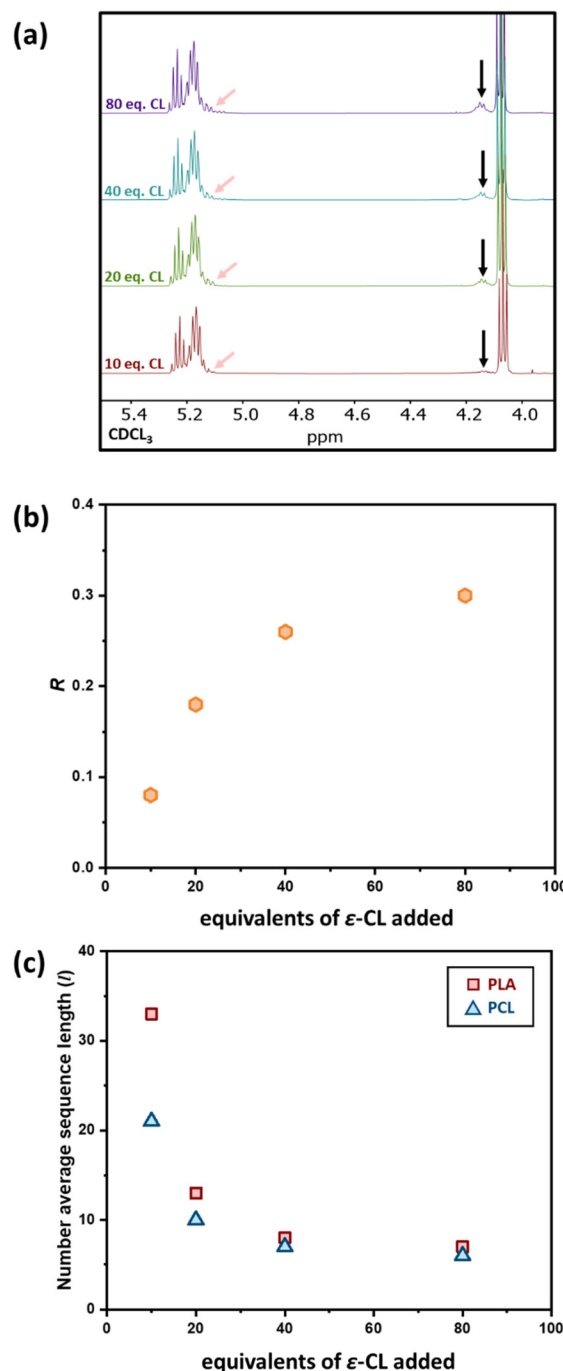 (a)
80 eq. CL
40 eq. CL
20 eq. CL
10 eq. CL
5.4 5.2 5.0 4.8 4.6 4.4 4.2 4.0
CDCL3 ppm
(b)
0.4
0.3
0.2
0.1
0.0
R
0 20 40 60 80 100
equivalents of ε-CL added
(c)
40
30
20
10
0
Number average sequence length (l)
PLA
PCL
0 20 40 60 80 100
equivalents of ε-CL added